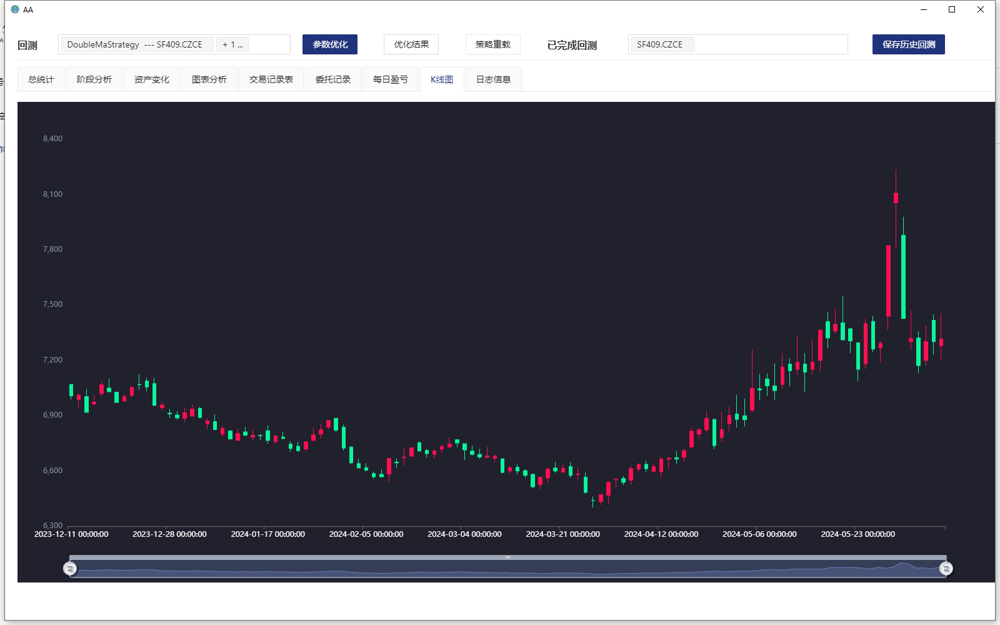 AA
回测
DoubleMaStrategy --- SF409.CZCE
+ 1 ...
参数优化
优化结果
策略重载
已完成回测
SF409.CZCE
保存历史回测
总统计
阶段分析
资产变化
图表分析
交易记录表
委托记录
每日盈亏
K线图
日志信息
8,400
8,100
7,800
7,500
7,200
6,900
6,600
6,300
2023-12-11 00:00:00
2023-12-28 00:00:00
2024-01-17 00:00:00
2024-02-05 00:00:00
2024-03-04 00:00:00
2024-03-21 00:00:00
2024-04-12 00:00:00
2024-05-06 00:00:00
2024-05-23 00:00:00